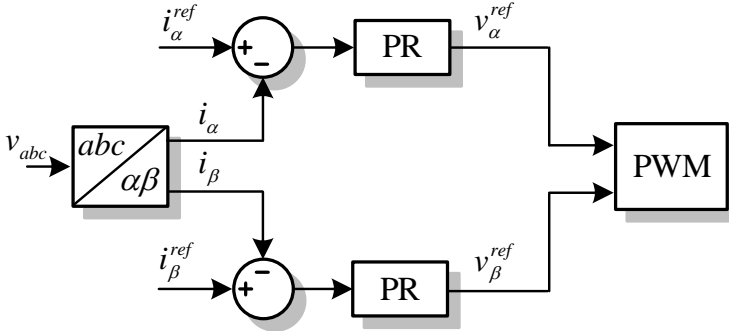 i_α^ref
+
−
PR
v_α^ref
i_α
v_abc
abc
αβ
i_β
PWM
i_β^ref
−
+
PR
v_β^ref